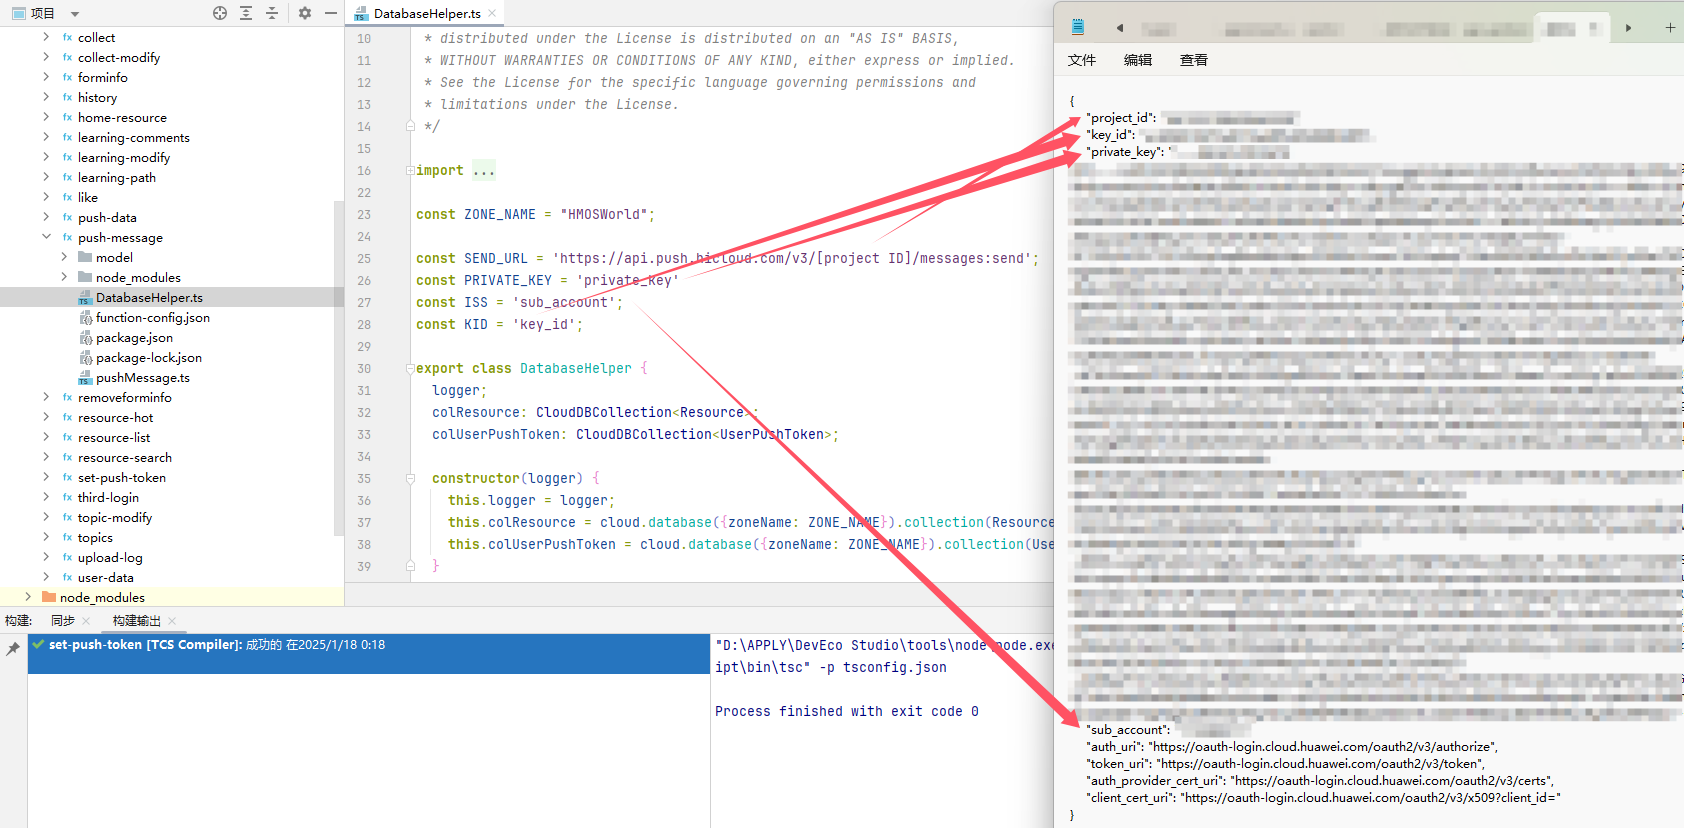 项目
collect
collect-modify
forminfo
history
home-resource
learning-comments
learning-modify
learning-path
like
push-data
push-message
model
node_modules
DatabaseHelper.ts
function-config.json
package.json
package-lock.json
pushMessage.ts
removeforminfo
resource-hot
resource-list
resource-search
set-push-token
third-login
topic-modify
topics
upload-log
user-data
node_modules
DatabaseHelper.ts
10 * distributed under the License is distributed on an "AS IS" BASIS,
11 * WITHOUT WARRANTIES OR CONDITIONS OF ANY KIND, either express or implied.
12 * See the License for the specific language governing permissions and
13 * limitations under the License.
14 */
15
16 import ...
22
23 const ZONE_NAME = "HMOSWorld";
24
25 const SEND_URL = 'https://api.push.hicloud.com/v3/[project ID]/messages:send';
26 const PRIVATE_KEY = 'private_key'
27 const ISS = 'sub_account';
28 const KID = 'key_id';
29
30 export class DatabaseHelper {
31 logger;
32 colResource: CloudDBCollection<Resource>;
33 colUserPushToken: CloudDBCollection<UserPushToken>;
34
35 constructor(logger) {
36 this.logger = logger;
37 this.colResource = cloud.database({zoneName: ZONE_NAME}).collection(Resource
38 this.colUserPushToken = cloud.database({zoneName: ZONE_NAME}).collection(Use
39 }
构建:
同步
构建输出
set-push-token [TCS Compiler]: 成功的 在2025/1/18 0:18
"D:\APPLY\DevEco Studio\tools\node\node.exe
ipt\bin\tsc" -p tsconfig.json
Process finished with exit code 0
文件 编辑 查看
{
"project_id":
"key_id":
"private_key": "
"sub_account":
"auth_uri": "https://oauth-login.cloud.huawei.com/oauth2/v3/authorize",
"token_uri": "https://oauth-login.cloud.huawei.com/oauth2/v3/token",
"auth_provider_cert_uri": "https://oauth-login.cloud.huawei.com/oauth2/v3/certs",
"client_cert_uri": "https://oauth-login.cloud.huawei.com/oauth2/v3/x509?client_id="
}